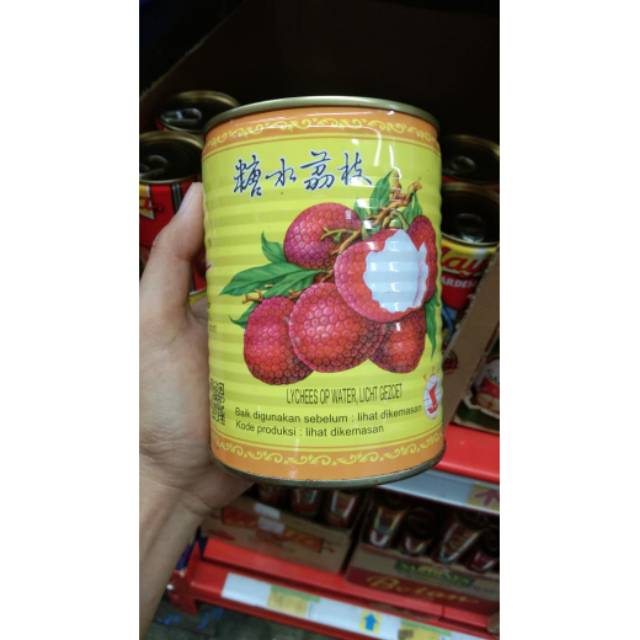 糖水荔枝
LYCHEES OP WATER, LICHT GEZOET
Baik digunakan sebelum : lihat dikemasan
Kode produksi : lihat dikemasan